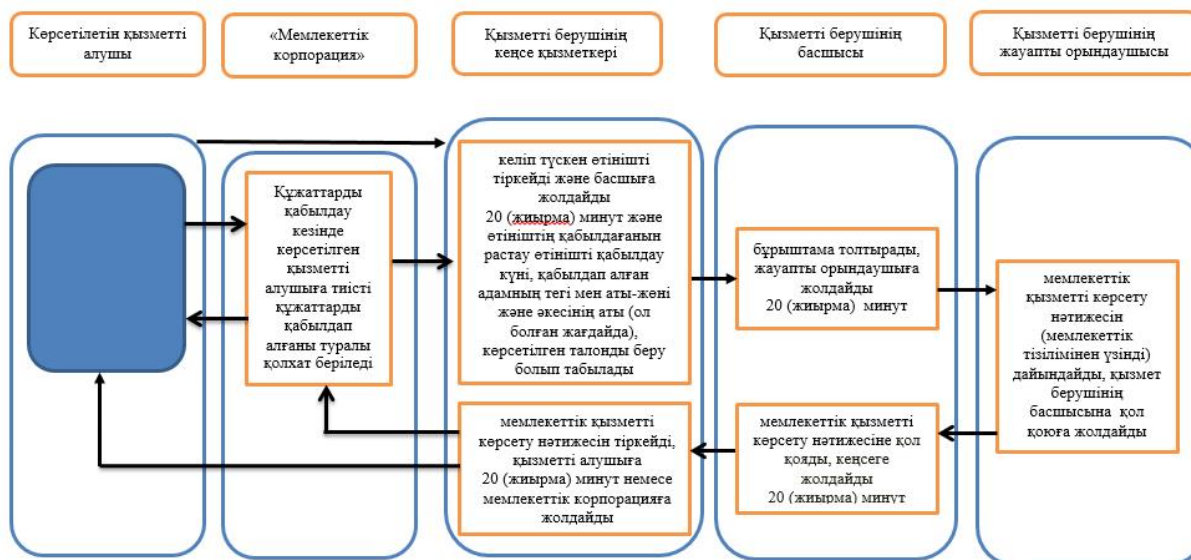 Көрсетілетін қызметті
алушы
«Мемлекеттік
корпорация»
Қызметті берушінің
кеңсе қызметкері
Қызметті берушінің
басшысы
Қызметті берушінің
жауапты орындаушысы
Құжаттарды
қабылдау
кезінде
көрсетілген
қызметті
алушыға тиісті
құжаттарды
қабылдап
алғаны туралы
қолхат беріледі
келіп түскен өтінішті
тіркейді және басшыға
жолдайды
20 (жиырма) минут және
өтініштің қабылдағанын
растау өтінішті қабылдау
күні, қабылдап алған
адамның тегі мен аты-жөні
және әкесінің аты (ол
болған жағдайда),
көрсетілген талонды беру
болып табылады
бұрыштама толтырады,
жауапты орындаушыға
жолдайды
20 (жиырма) минут
мемлекеттік
қызметті көрсету
нәтижесін
(мемлекеттік
тізілімінен үзінді)
дайындайды, қызмет
берушінің
басшысына қол
қоюға жолдайды
мемлекеттік қызметті
көрсету нәтижесіне қол
қояды, кеңсеге
жолдайды
20 (жиырма) минут
мемлекеттік қызметті
көрсету нәтижесін тіркейді,
қызметті алушыға
20 (жиырма) минут немесе
мемлекеттік корпорацияға
жолдайды